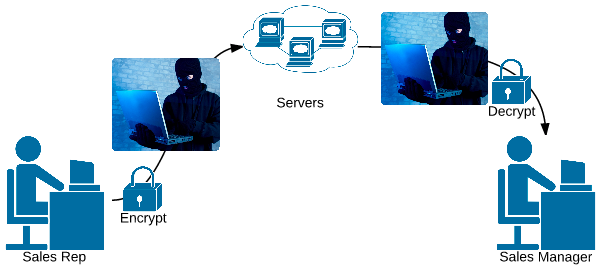 Servers
Decrypt
Encrypt
Sales Rep
Sales Manager